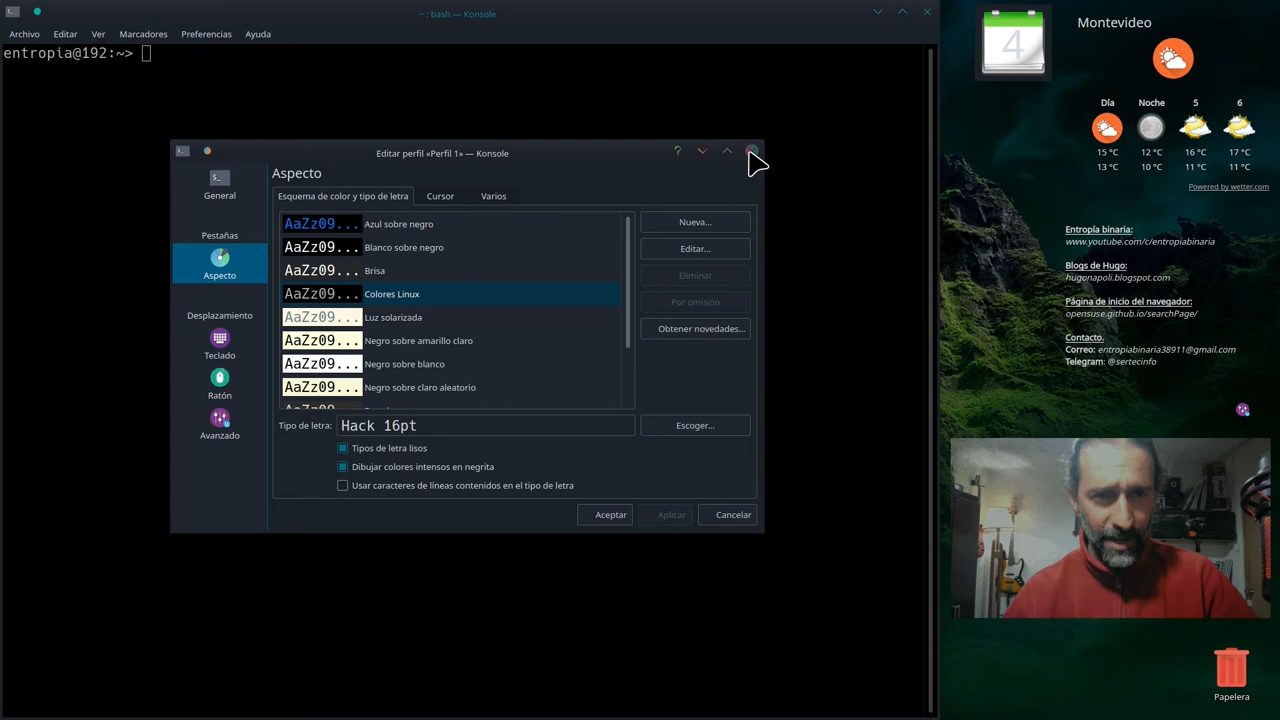 ~ : bash — Konsole
Archivo Editar Ver Marcadores Preferencias Ayuda
entropia@192:~>
Editar perfil «Perfil 1» — Konsole
General
Pestañas
Aspecto
Desplazamiento
Teclado
Ratón
Avanzado
Aspecto
Esquema de color y tipo de letra Cursor Varios
AaZz09... Azul sobre negro
AaZz09... Blanco sobre negro
AaZz09... Brisa
AaZz09... Colores Linux
AaZz09... Luz solarizada
AaZz09... Negro sobre amarillo claro
AaZz09... Negro sobre blanco
AaZz09... Negro sobre claro aleatorio
Nueva...
Editar...
Eliminar
Por omisión
Obtener novedades...
Tipo de letra: Hack 16pt Escoger...
Tipos de letra lisos
Dibujar colores intensos en negrita
Usar caracteres de líneas contenidos en el tipo de letra
Aceptar Aplicar Cancelar
4
Montevideo
Día Noche 5 6
15 °C 12 °C 16 °C 17 °C
13 °C 10 °C 11 °C 11 °C
Powered by wetter.com
Entropía binaria:
www.youtube.com/c/entropiabinaria
Blogs de Hugo:
hugonapoli.blogspot.com
Página de inicio del navegador:
opensuse.github.io/searchPage/
Contacto.
Correo: entropiabinaria38911@gmail.com
Telegram: @sertecinfo
Papelera